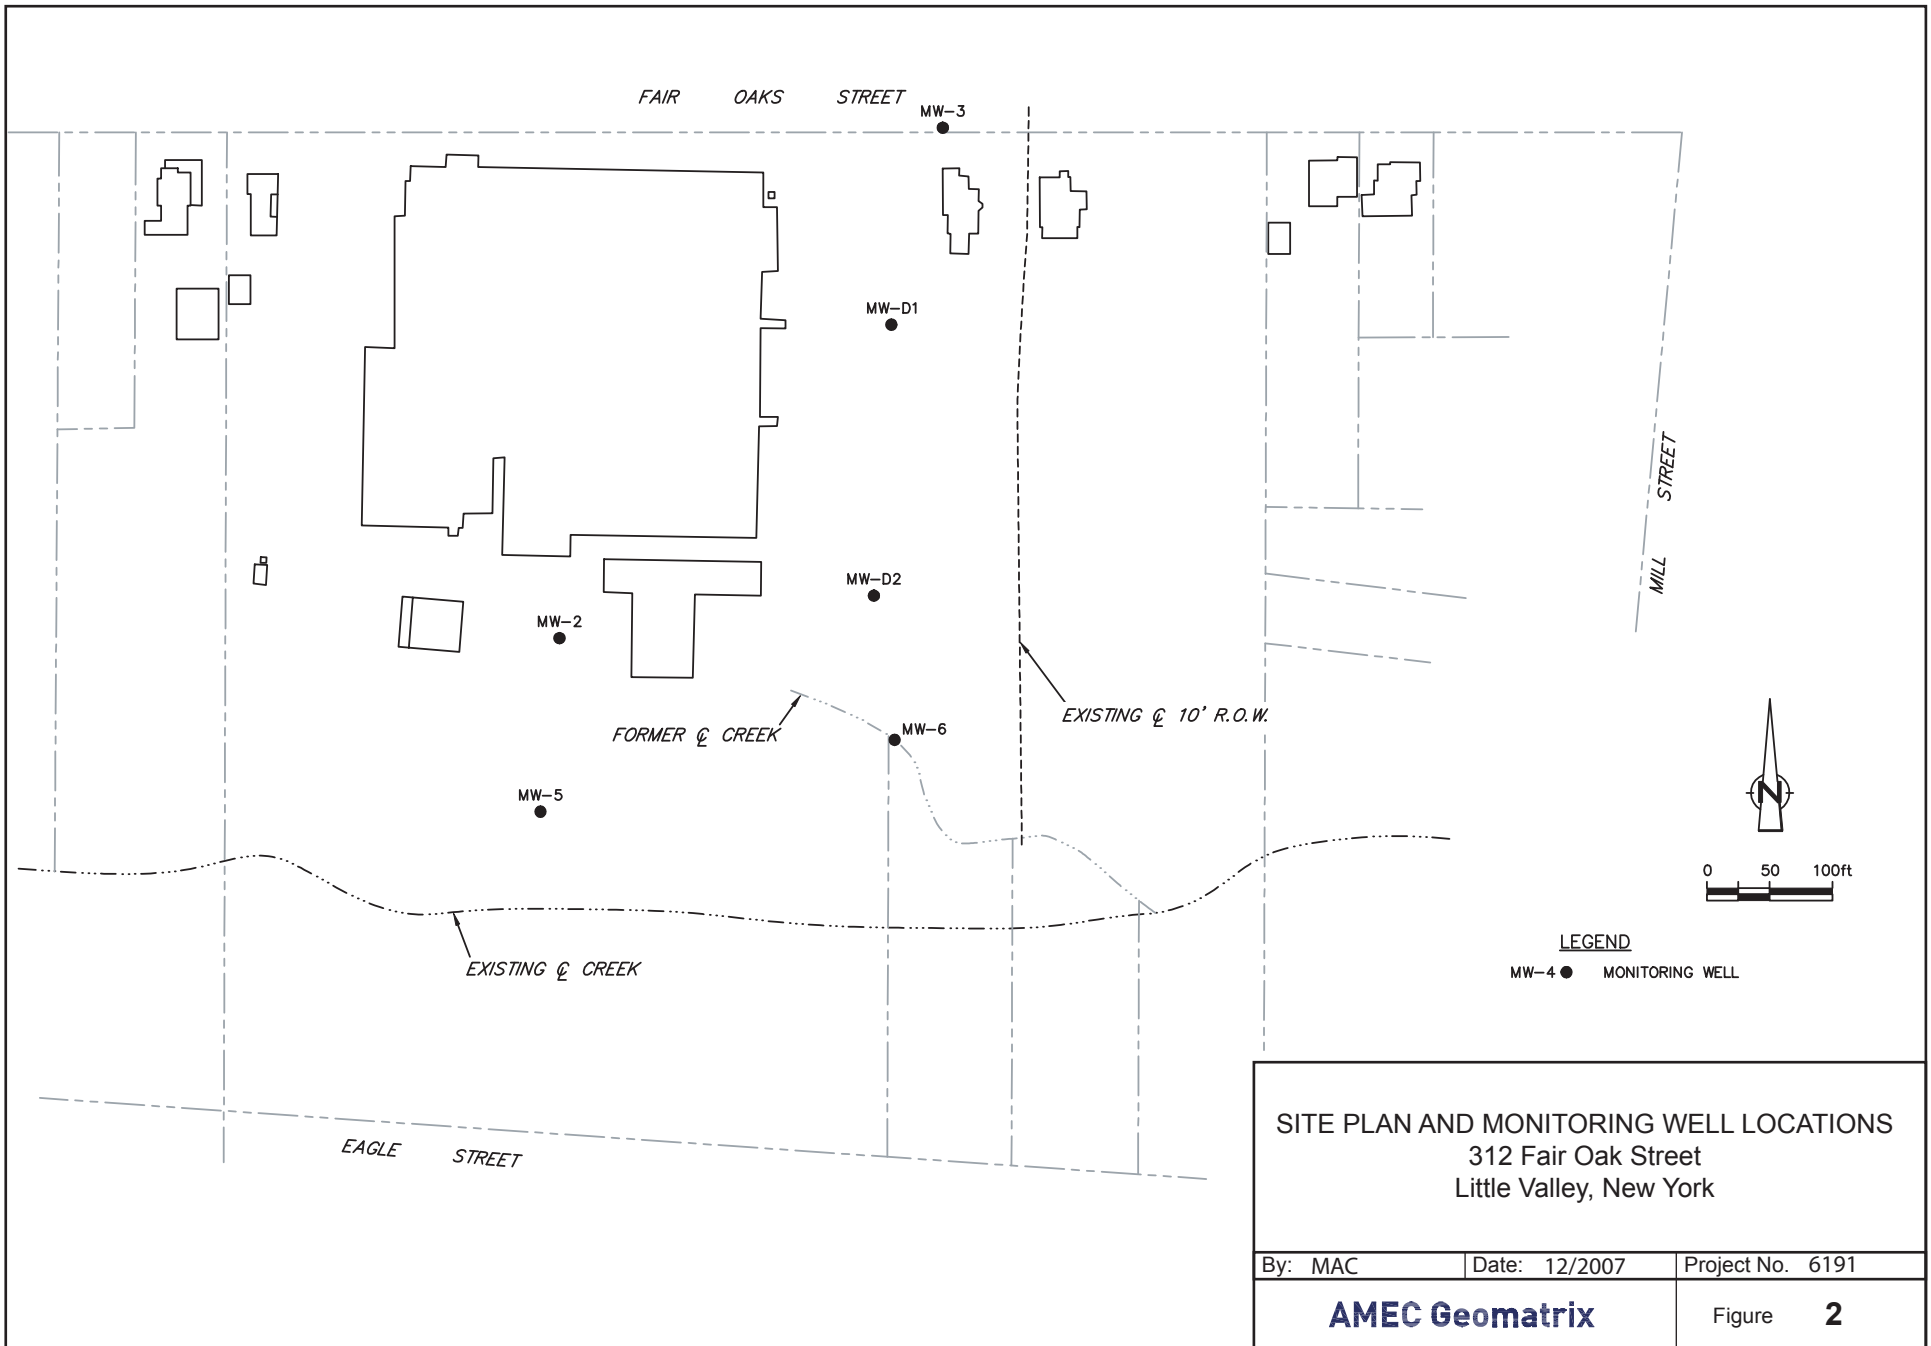 FAIR OAKS STREET
MW-3
MW-D1
MW-D2
MW-2
MILL STREET
EXISTING ℄ 10' R.O.W.
FORMER ℄ CREEK
MW-6
MW-5
N
0 50 100ft
EXISTING ℄ CREEK
LEGEND
MW-4 MONITORING WELL
EAGLE STREET
SITE PLAN AND MONITORING WELL LOCATIONS
312 Fair Oak Street
Little Valley, New York
By: MAC Date: 12/2007 Project No. 6191
AMEC Geomatrix Figure 2